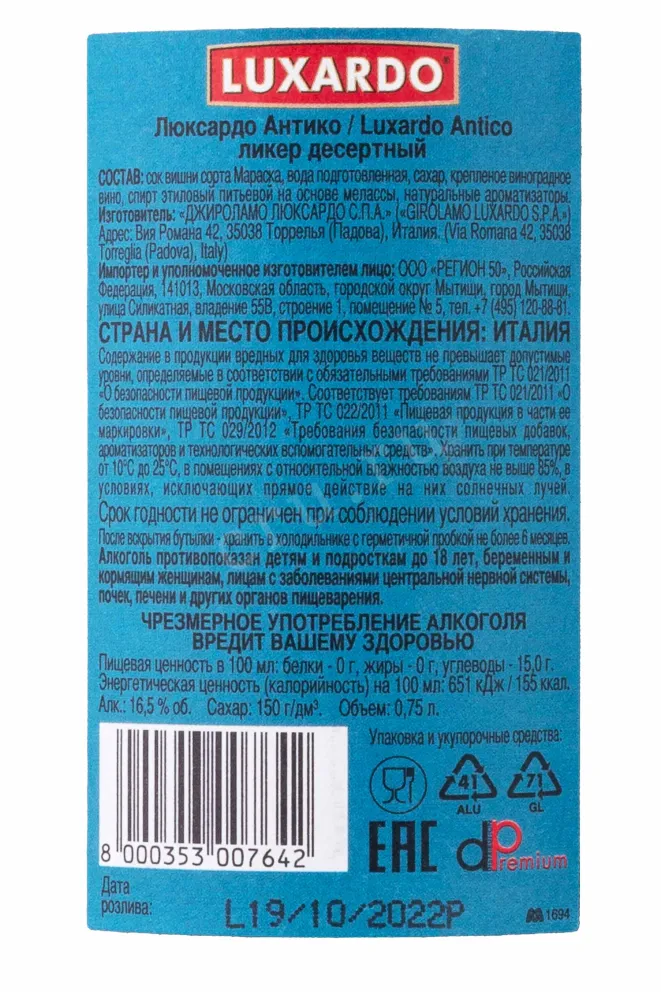 LUXARDO®
Люксардо Антико / Luxardo Antico
ликер десертный
СОСТАВ: сок вишни сорта Мараска, вода подготовленная, сахар, крепленое виноградное
вино, спирт этиловый питьевой на основе мелассы, натуральные ароматизаторы.
Изготовитель: «ДЖИРОЛАМО ЛЮКСАРДО С.П.А.» («GIROLAMO LUXARDO S.P.A.»)
Адрес: Вия Романа 42, 35038 Торрелья (Падова), Италия. (Via Romana 42, 35038
Torreglia (Padova), Italy)
Импортер и уполномоченное изготовителем лицо: ООО «РЕГИОН 50», Российская
Федерация, 141013, Московская область, городской округ Мытищи, город Мытищи,
улица Силикатная, владение 55В, строение 1, помещение № 5, тел. +7 (495) 120-88-81.
СТРАНА И МЕСТО ПРОИСХОЖДЕНИЯ: ИТАЛИЯ
Содержание в продукции вредных для здоровья веществ не превышает допустимые
уровни, определяемые в соответствии с обязательными требованиями ТР ТС 021/2011
«О безопасности пищевой продукции». Соответствует требованиям ТР ТС 021/2011 «О
безопасности пищевой продукции», ТР ТС 022/2011 «Пищевая продукция в части ее
маркировки», ТР ТС 029/2012 «Требования безопасности пищевых добавок,
ароматизаторов и технологических вспомогательных средств» Хранить при температуре
от 10°С до 25°С, в помещениях с относительной влажностью воздуха не выше 85%, в
условиях, исключающих прямое действие на них солнечных лучей.
Срок годности не ограничен при соблюдении условий хранения.
После вскрытия бутылки - хранить в холодильнике с герметичной пробкой не более 6 месяцев.
Алкоголь противопоказан детям и подросткам до 18 лет, беременным и
кормящим женщинам, лицам с заболеваниями центральной нервной системы,
почек, печени и других органов пищеварения.
ЧРЕЗМЕРНОЕ УПОТРЕБЛЕНИЕ АЛКОГОЛЯ
ВРЕДИТ ВАШЕМУ ЗДОРОВЬЮ
Пищевая ценность в 100 мл: белки - 0 г, жиры - 0 г, углеводы - 15,0 г.
Энергетическая ценность (калорийность) на 100 мл: 651 кДж / 155 ккал.
Алк.: 16,5 % об. Сахар: 150 г/дм³. Объем: 0,75 л.
Упаковка и укупорочные средства:
41
ALU
71
GL
8 000353 007642
EAC
dPremium
Дата
розлива:
L19/10/2022P
1694